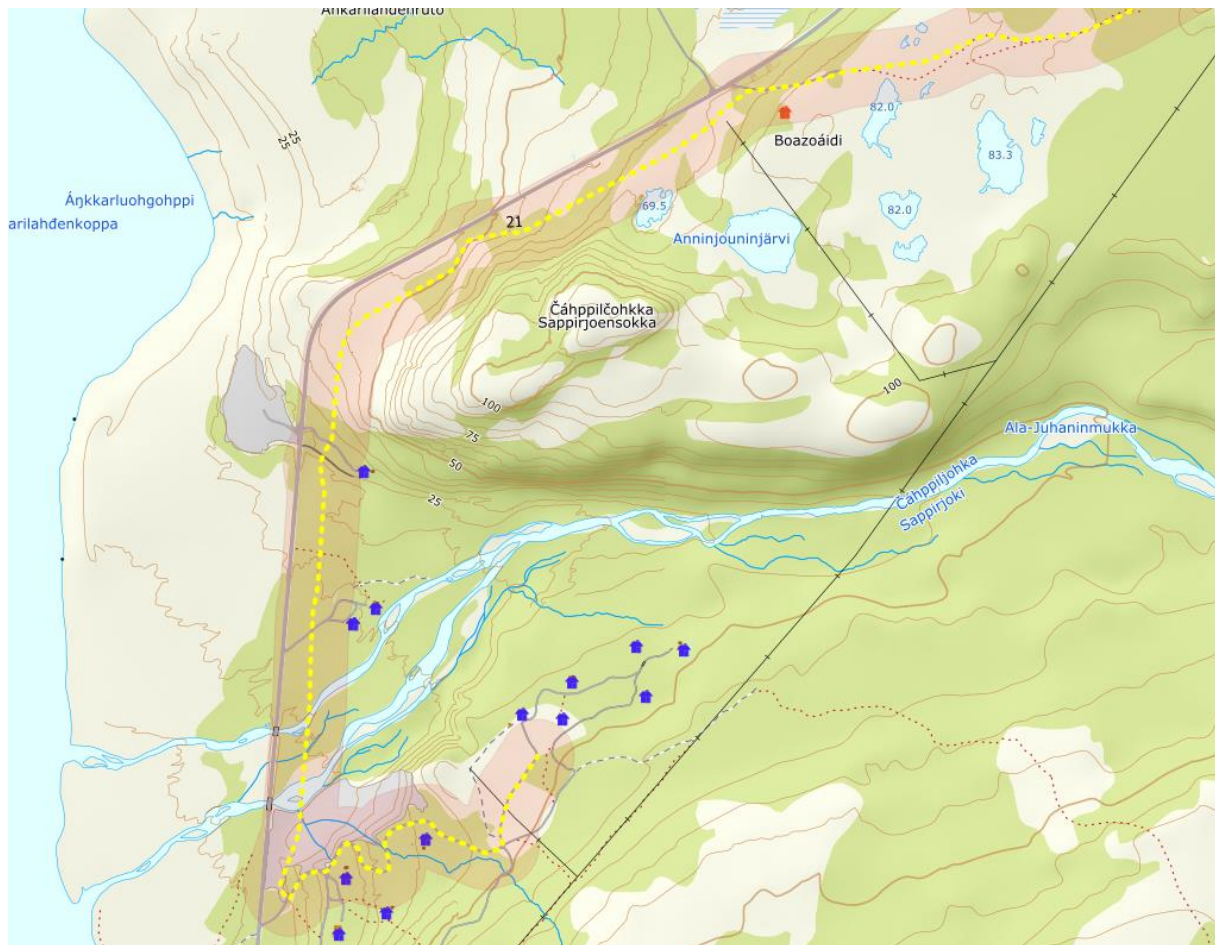 Ankarilahđenruto
25
25
82.0
Boazoáidi
83.3
Áŋkkarluohgohppi
arilahđenkoppa
69.5
82.0
21
Anninjouninjärvi
Čáhppilčohkka
Sappirjoensokka
100
100
75
50
25
Ala-Juhaninmukka
Čáhppiljohka
Sappirjoki